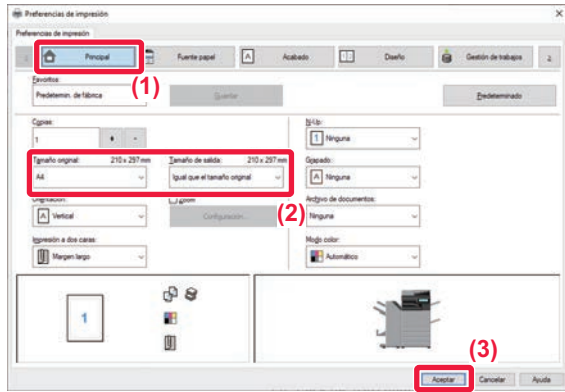 Preferencias de impresión
Preferencias de impresión
Principal
Fuente papel
Acabado
Diseño
Gestión de trabajos
(1)
Favoritos:
Predetermin. de fábrica
Guardar
Predeterminado
Copias:
1
+ -
N-Up:
1 Ninguna
Tamaño original: 210 x 297 mm
A4
Tamaño de salida: 210 x 297 mm
Igual que el tamaño original
Grapado:
A Ninguna
(2)
Orientación:
A Vertical
Zoom
Configuración...
Archivo de documentos:
Ninguna
Impresión a dos caras:
Margen largo
Modo color:
Automático
1
(3)
Aceptar
Cancelar
Ayuda